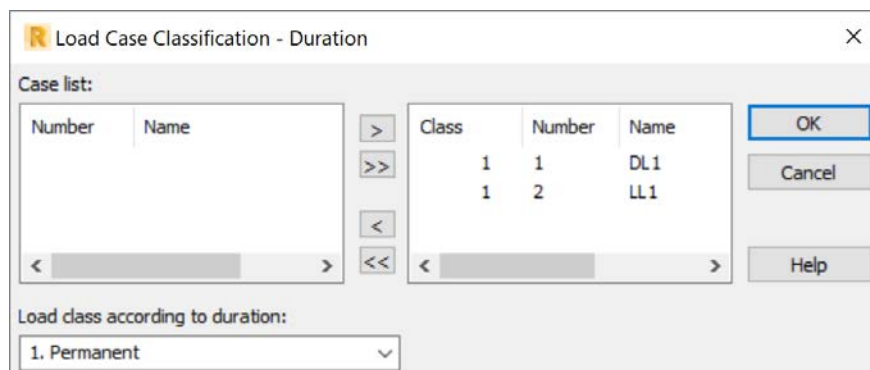 R Load Case Classification - Duration
Case list:
Number Name
> 
>>
<
<<
Class Number Name
1 1 DL1
1 2 LL1
OK
Cancel
Help
Load class according to duration:
1. Permanent